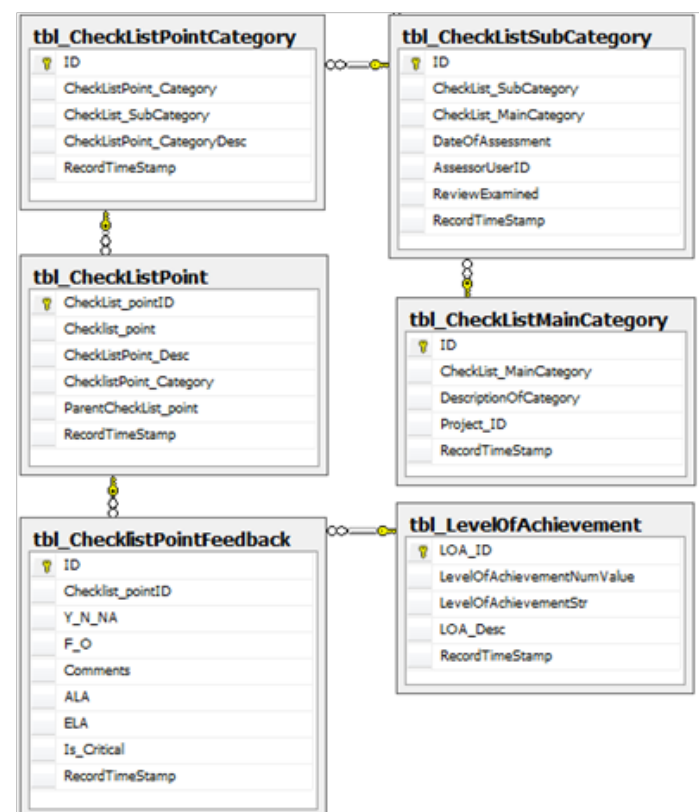 tbl_CheckListPointCategory
ID
CheckListPoint_Category
CheckList_SubCategory
CheckListPoint_CategoryDesc
RecordTimeStamp
tbl_CheckListSubCategory
ID
CheckList_SubCategory
CheckList_MainCategory
DateOfAssessment
AssessorUserID
ReviewExamined
RecordTimeStamp
tbl_CheckListPoint
CheckList_pointID
Checklist_point
CheckListPoint_Desc
ChecklistPoint_Category
ParentCheckList_point
RecordTimeStamp
tbl_CheckListMainCategory
ID
CheckList_MainCategory
DescriptionOfCategory
Project_ID
RecordTimeStamp
tbl_ChecklistPointFeedback
ID
Checklist_pointID
Y_N_NA
F_O
Comments
ALA
ELA
Is_Critical
RecordTimeStamp
tbl_LevelOfAchievement
LOA_ID
LevelOfAchievementNumValue
LevelOfAchievementStr
LOA_Desc
RecordTimeStamp